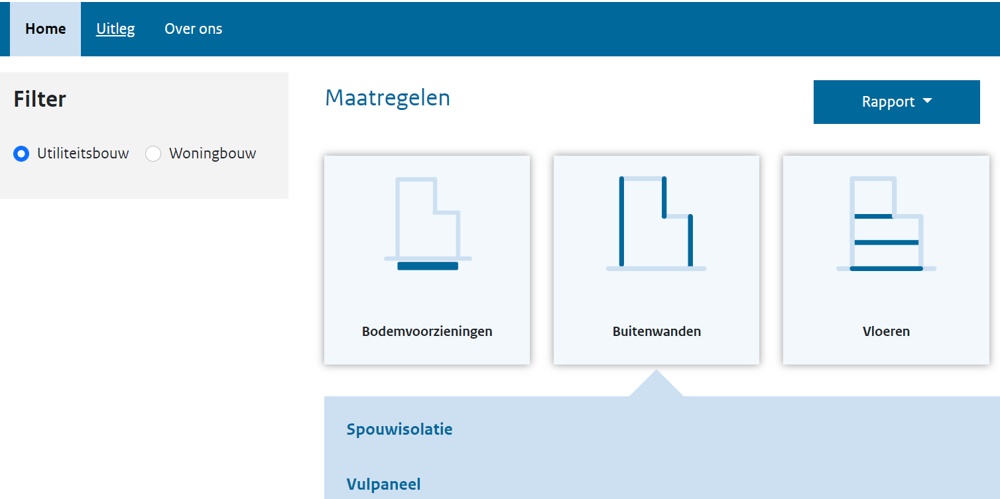 Home Uitleg Over ons
Filter
Utiliteitsbouw Woningbouw
Maatregelen
Rapport
Bodemvoorzieningen
Buitenwanden
Vloeren
Spouwisolatie
Vulpaneel